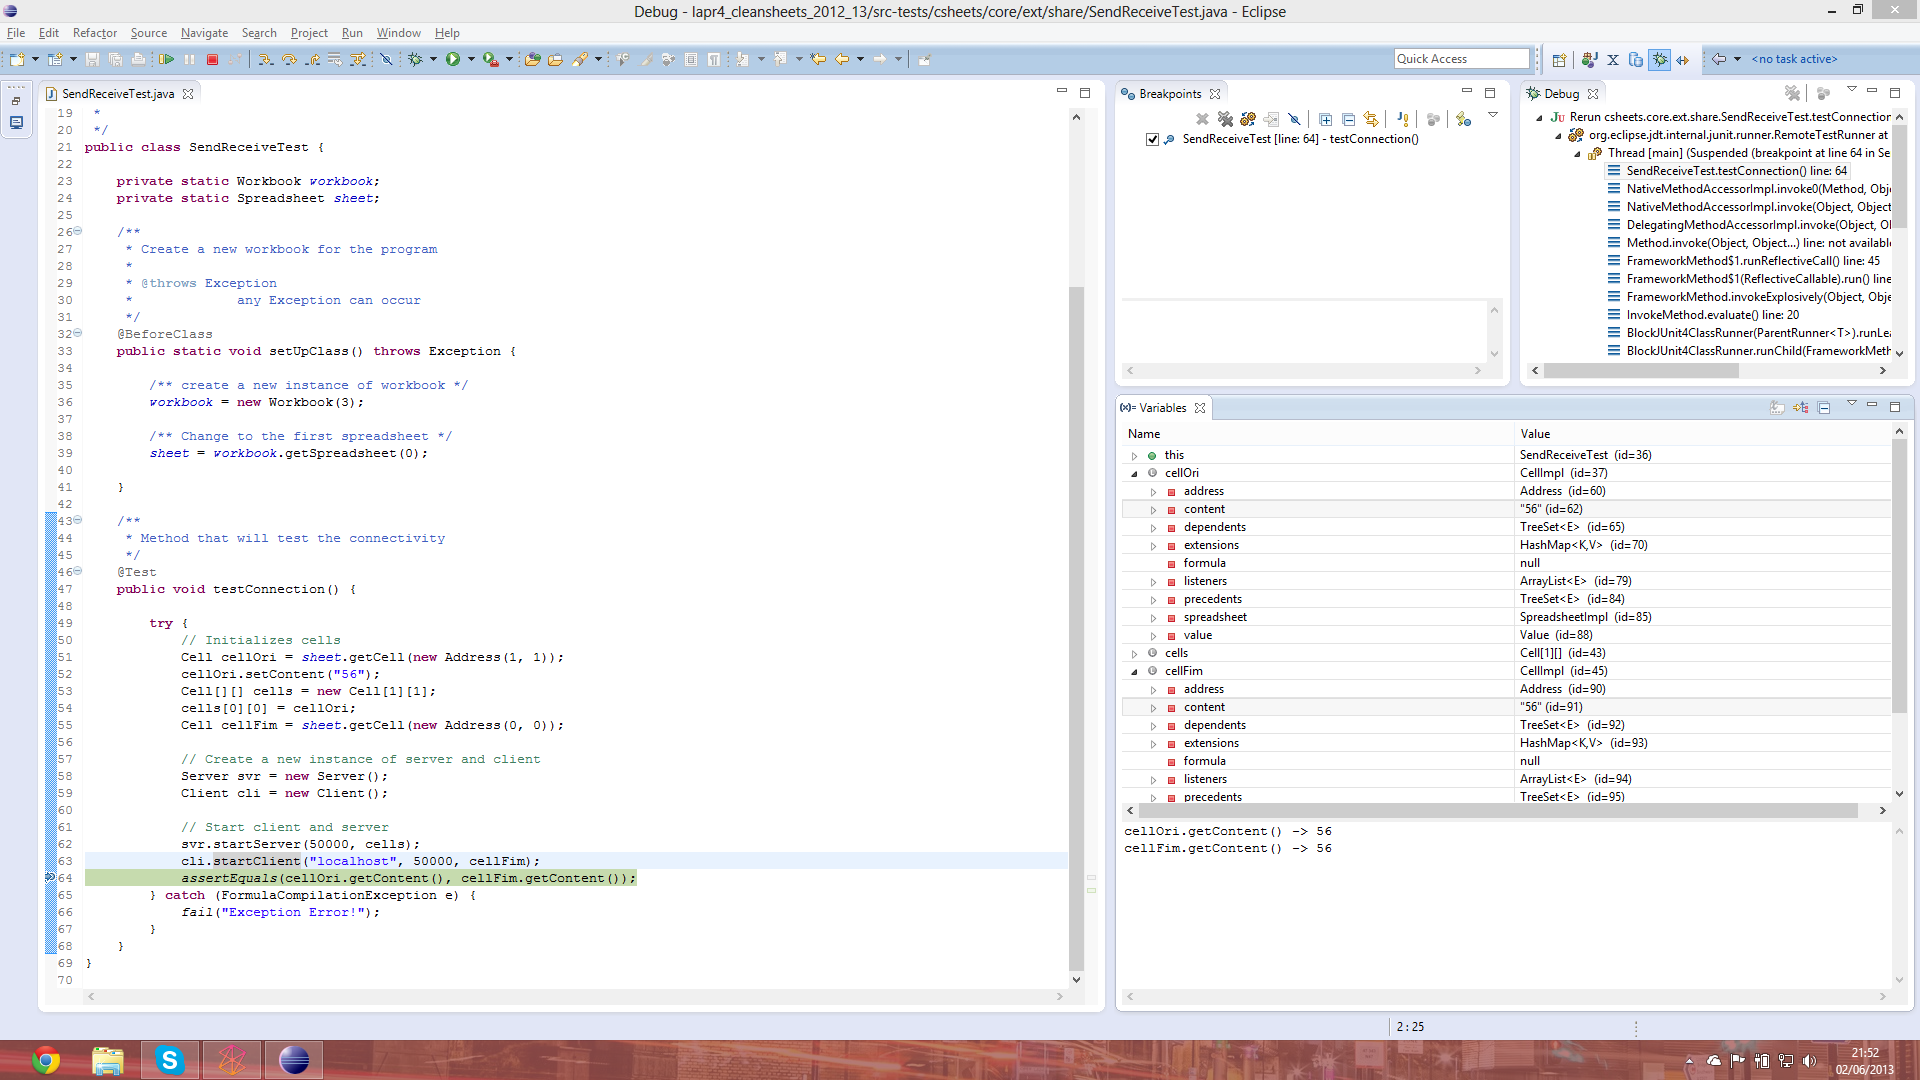 Debug - lapr4_cleansheets_2012_13/src-tests/csheets/core/ext/share/SendReceiveTest.java - Eclipse
File Edit Refactor Source Navigate Search Project Run Window Help
Quick Access
<no task active>
SendReceiveTest.java
19 *
20 */
21 public class SendReceiveTest {
22
23 private static Workbook workbook;
24 private static Spreadsheet sheet;
25
26 /**
27 * Create a new workbook for the program
28 *
29 * @throws Exception
30 * any Exception can occur
31 */
32 @BeforeClass
33 public static void setUpClass() throws Exception {
34
35 /** create a new instance of workbook */
36 workbook = new Workbook(3);
37
38 /** Change to the first spreadsheet */
39 sheet = workbook.getSpreadsheet(0);
40
41 }
42
43 /**
44 * Method that will test the connectivity
45 */
46 @Test
47 public void testConnection() {
48
49 try {
50 // Initializes cells
51 Cell cellOri = sheet.getCell(new Address(1, 1));
52 cellOri.setContent("56");
53 Cell[][] cells = new Cell[1][1];
54 cells[0][0] = cellOri;
55 Cell cellFim = sheet.getCell(new Address(0, 0));
56
57 // Create a new instance of server and client
58 Server svr = new Server();
59 Client cli = new Client();
60
61 // Start client and server
62 svr.startServer(50000, cells);
63 cli.startClient("localhost", 50000, cellFim);
64 assertEquals(cellOri.getContent(), cellFim.getContent());
65 } catch (FormulaCompilationException e) {
66 fail("Exception Error!");
67 }
68 }
69 }
70
Breakpoints
SendReceiveTest [line: 64] - testConnection()
Debug
Rerun csheets.core.ext.share.SendReceiveTest.testConnection
org.eclipse.jdt.internal.junit.runner.RemoteTestRunner at
Thread [main] (Suspended (breakpoint at line 64 in Se
SendReceiveTest.testConnection() line: 64
NativeMethodAccessorImpl.invoke0(Method, Obje
NativeMethodAccessorImpl.invoke(Object, Object
DelegatingMethodAccessorImpl.invoke(Object, Ol
Method.invoke(Object, Object...) line: not availabl
FrameworkMethod$1.runReflectiveCall() line: 45
FrameworkMethod$1(ReflectiveCallable).run() line
FrameworkMethod.invokeExplosively(Object, Obje
InvokeMethod.evaluate() line: 20
BlockJUnit4ClassRunner(ParentRunner<T>).runLea
BlockJUnit4ClassRunner.runChild(FrameworkMeth
(x)= Variables
Name Value
this SendReceiveTest (id=36)
cellOri CellImpl (id=37)
address Address (id=60)
content "56" (id=62)
dependents TreeSet<E> (id=65)
extensions HashMap<K,V> (id=70)
formula null
listeners ArrayList<E> (id=79)
precedents TreeSet<E> (id=84)
spreadsheet SpreadsheetImpl (id=85)
value Value (id=88)
cells Cell[1][] (id=43)
cellFim CellImpl (id=45)
address Address (id=90)
content "56" (id=91)
dependents TreeSet<E> (id=92)
extensions HashMap<K,V> (id=93)
formula null
listeners ArrayList<E> (id=94)
precedents TreeSet<E> (id=95)
cellOri.getContent() -> 56
cellFim.getContent() -> 56
2 : 25
21:52
02/06/2013